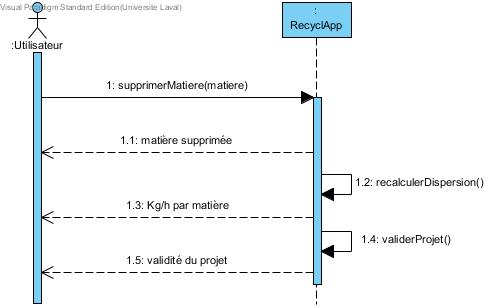 Visual Paradigm Standard Edition(Universite Laval)
:Utilisateur
:
RecyclApp
1: supprimerMatiere(matiere)
1.1: matière supprimée
1.2: recalculerDispersion()
1.3: Kg/h par matière
1.4: validerProjet()
1.5: validité du projet